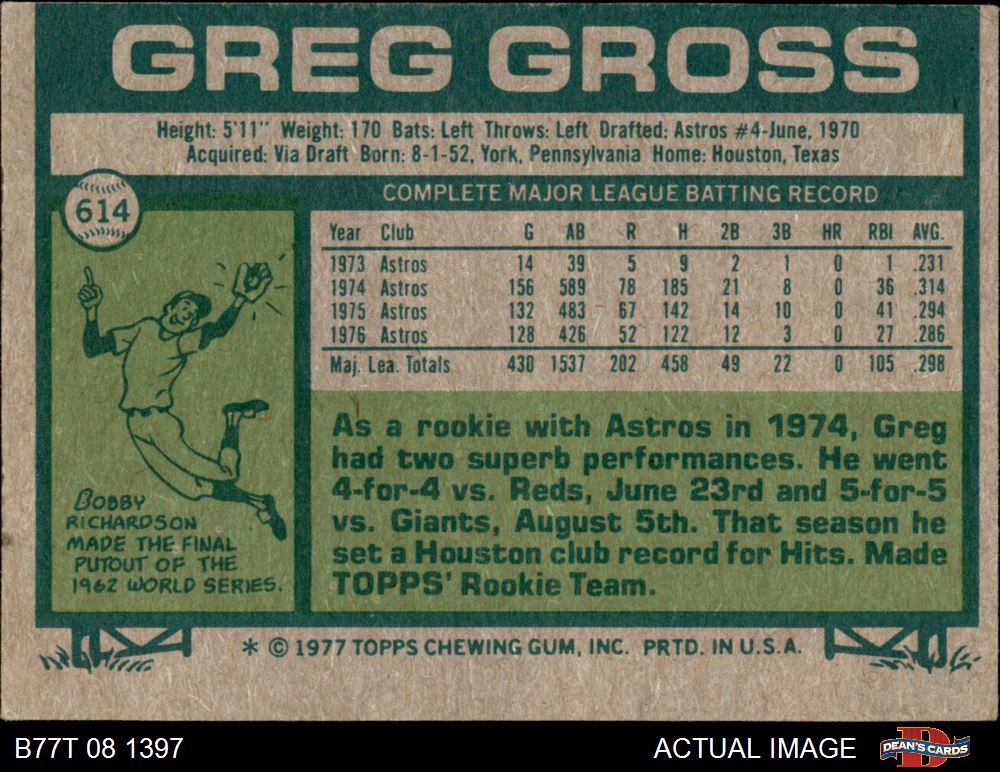 GREG GROSS
Height: 5'11" Weight: 170 Bats: Left Throws: Left Drafted: Astros #4-June, 1970
Acquired: Via Draft Born: 8-1-52, York, Pennsylvania Home: Houston, Texas
614
COMPLETE MAJOR LEAGUE BATTING RECORD
Year Club G AB R H 2B 3B HR RBI AVG.
1973 Astros 14 39 5 9 2 1 0 1 .231
1974 Astros 156 589 78 185 21 8 0 36 .314
1975 Astros 132 483 67 142 14 10 0 41 .294
1976 Astros 128 426 52 122 12 3 0 27 .286
Maj. Lea. Totals 430 1537 202 458 49 22 0 105 .298
BOBBY
RICHARDSON
MADE THE FINAL
PUTOUT OF THE
1962 WORLD SERIES.
As a rookie with Astros in 1974, Greg
had two superb performances. He went
4-for-4 vs. Reds, June 23rd and 5-for-5
vs. Giants, August 5th. That season he
set a Houston club record for Hits. Made
TOPPS' Rookie Team.
* © 1977 TOPPS CHEWING GUM, INC. PRTD. IN U.S.A.
B77T 08 1397
ACTUAL IMAGE
DEAN'S CARDS